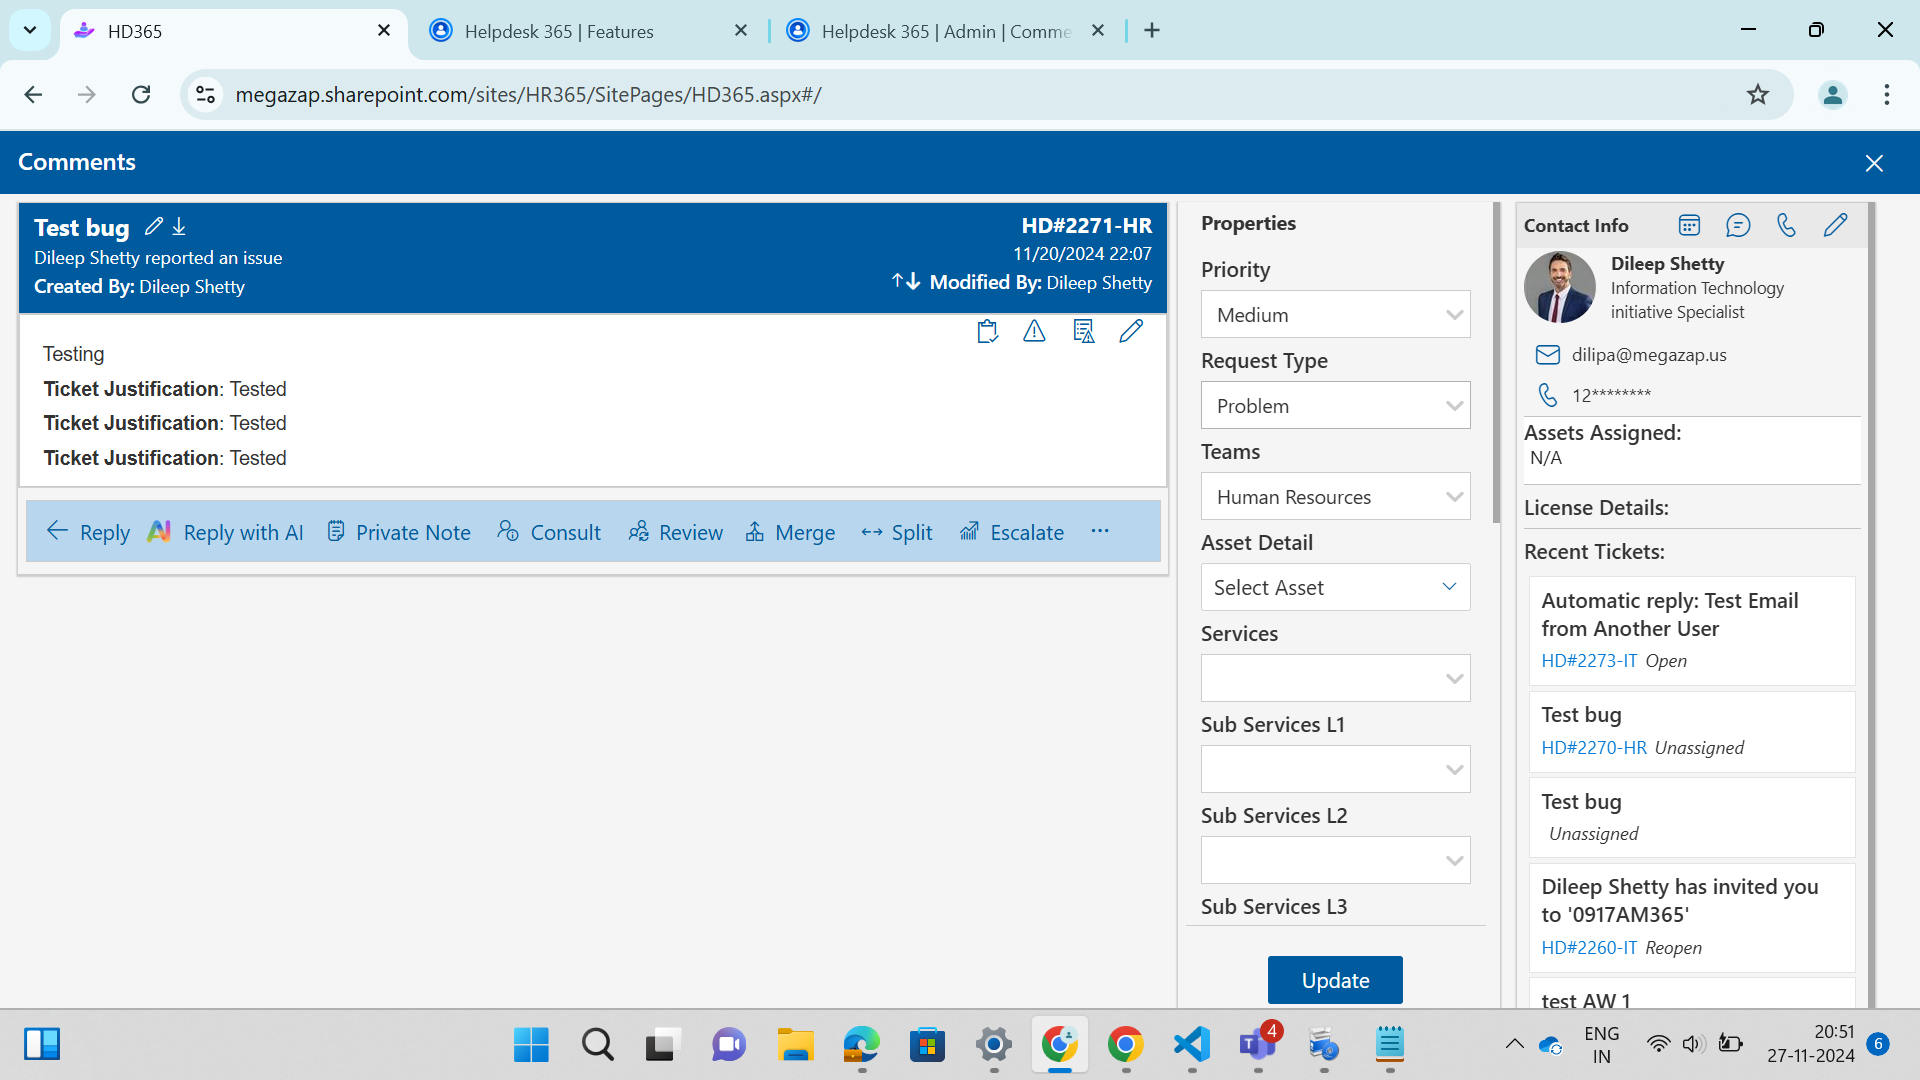 HD365
Helpdesk 365 | Features
Helpdesk 365 | Admin | Comme
megazap.sharepoint.com/sites/HR365/SitePages/HD365.aspx#/
Comments
Test bug
HD#2271-HR
Dileep Shetty reported an issue
11/20/2024 22:07
Created By: Dileep Shetty
Modified By: Dileep Shetty
Testing
Ticket Justification: Tested
Ticket Justification: Tested
Ticket Justification: Tested
Reply
Reply with AI
Private Note
Consult
Review
Merge
Split
Escalate
Properties
Priority
Medium
Request Type
Problem
Teams
Human Resources
Asset Detail
Select Asset
Services
Sub Services L1
Sub Services L2
Sub Services L3
Update
Contact Info
Dileep Shetty
Information Technology
initiative Specialist
dilipa@megazap.us
12********
Assets Assigned:
N/A
License Details:
Recent Tickets:
Automatic reply: Test Email
from Another User
HD#2273-IT Open
Test bug
HD#2270-HR Unassigned
Test bug
Unassigned
Dileep Shetty has invited you
to '0917AM365'
HD#2260-IT Reopen
test AW 1
4
ENG
IN
20:51
27-11-2024
6